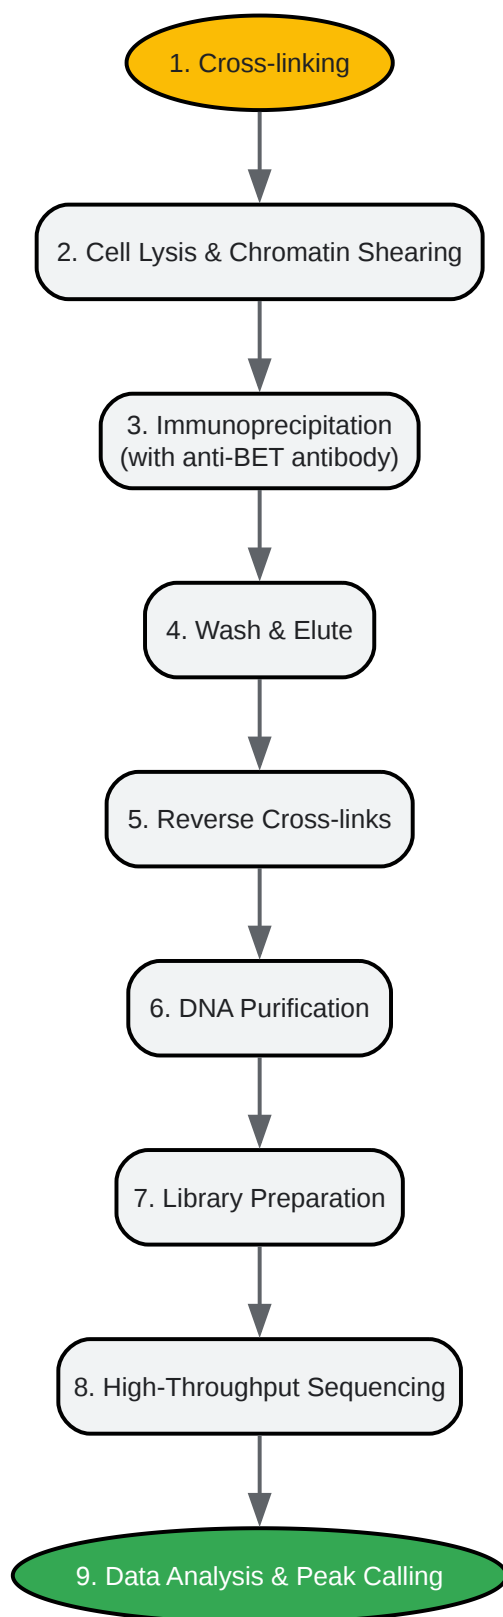 1. Cross-linking
2. Cell Lysis & Chromatin Shearing
3. Immunoprecipitation
(with anti-BET antibody)
4. Wash & Elute
5. Reverse Cross-links
6. DNA Purification
7. Library Preparation
8. High-Throughput Sequencing
9. Data Analysis & Peak Calling